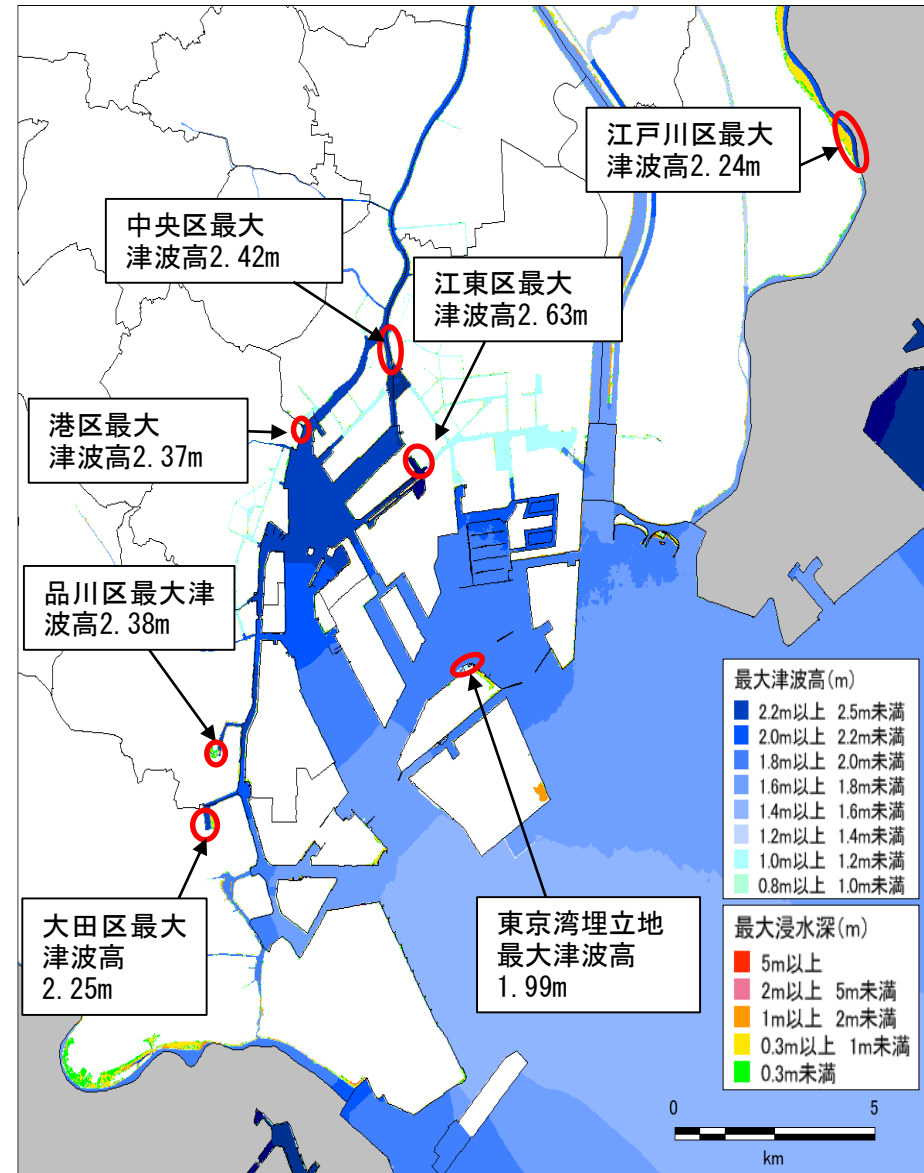 江戸川区最大
津波高2.24m
中央区最大
津波高2.42m
江東区最大
津波高2.63m
港区最大
津波高2.37m
品川区最大津
波高2.38m
大田区最大
津波高
2.25m
東京湾埋立地
最大津波高
1.99m
最大津波高(m)
2.2m以上 2.5m未満
2.0m以上 2.2m未満
1.8m以上 2.0m未満
1.6m以上 1.8m未満
1.4m以上 1.6m未満
1.2m以上 1.4m未満
1.0m以上 1.2m未満
0.8m以上 1.0m未満
最大浸水深(m)
5m以上
2m以上 5m未満
1m以上 2m未満
0.3m以上 1m未満
0.3m未満
0 5
km